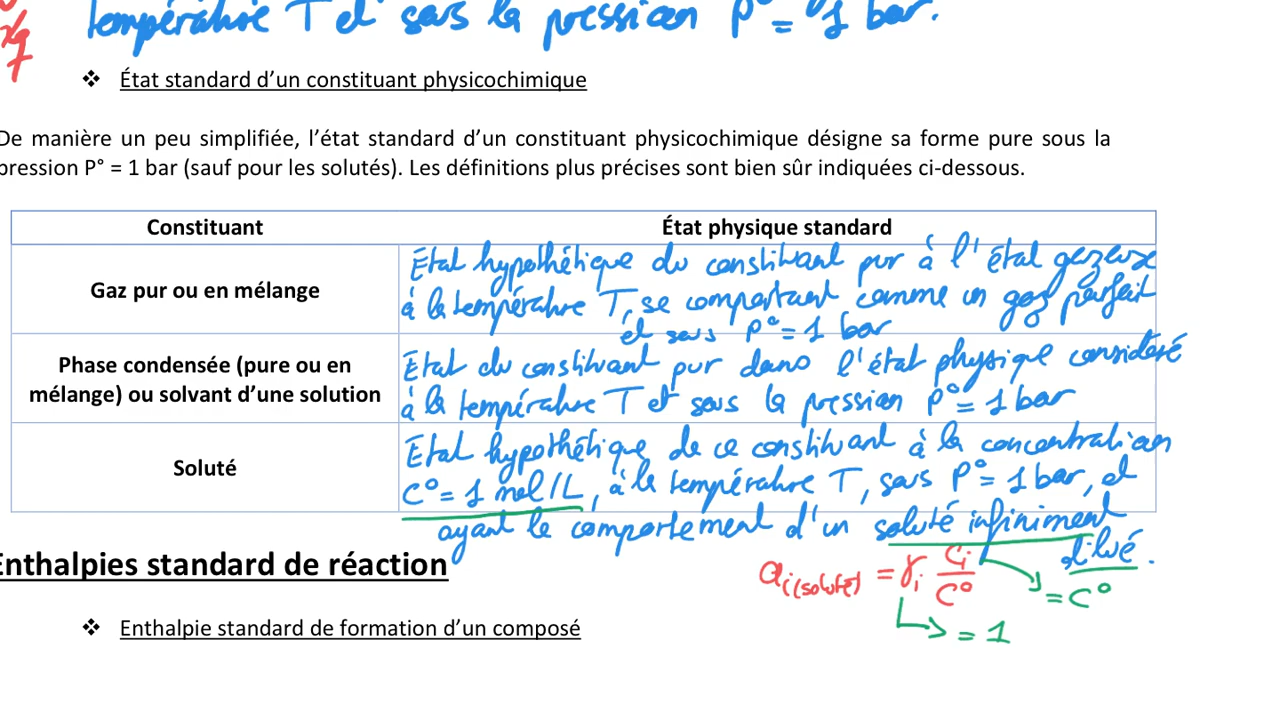 température T et sous la pression P° = 1 bar.
❖ État standard d'un constituant physicochimique
De manière un peu simplifiée, l'état standard d'un constituant physicochimique désigne sa forme pure sous la
pression P° = 1 bar (sauf pour les solutés). Les définitions plus précises sont bien sûr indiquées ci-dessous.
Constituant État physique standard
Gaz pur ou en mélange
Etat hypothétique du constituant pur à l'état gazeux
à la température T, se comportant comme un gaz parfait
et sous P° = 1 bar
Phase condensée (pure ou en
mélange) ou solvant d'une solution
Etat du constituant pur dans l'état physique considéré
à la température T et sous la pression P° = 1 bar
Soluté
Etat hypothétique de ce constituant à la concentration
C° = 1 mol/L, à la température T, sous P° = 1 bar, et
ayant le comportement d'un soluté infiniment
dilué.
Enthalpies standard de réaction
a i(soluté) = γi Ci/C°
= C°
= 1
❖ Enthalpie standard de formation d'un composé